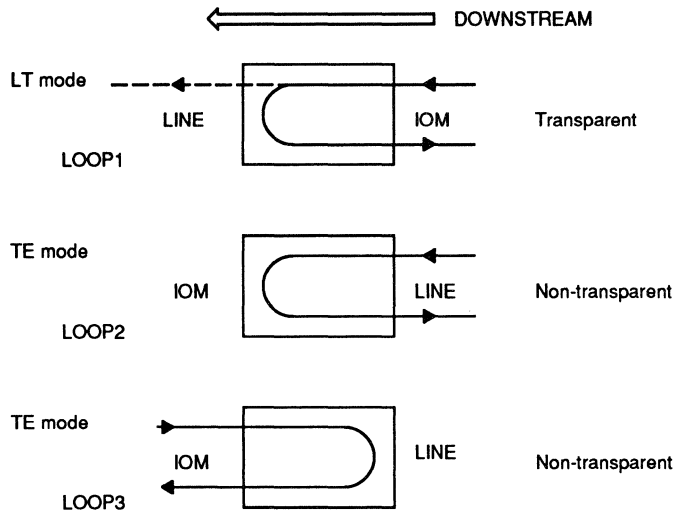 DOWNSTREAM
LT mode
LINE
IOM
Transparent
LOOP1
TE mode
IOM
LINE
Non-transparent
LOOP2
TE mode
IOM
LINE
Non-transparent
LOOP3